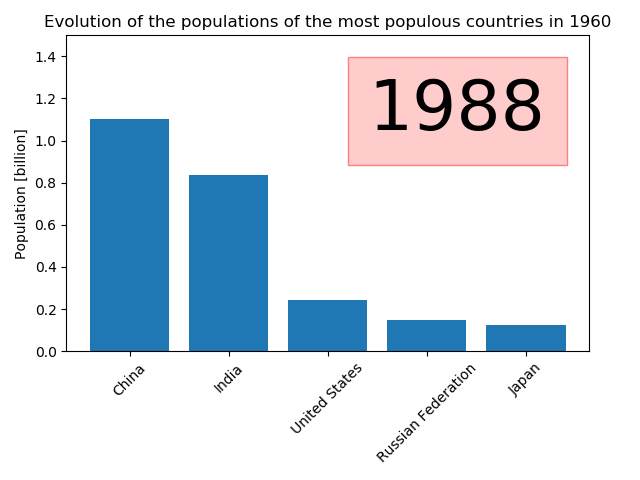 Evolution of the populations of the most populous countries in 1960
1988
Population [billion]
1.4
1.2
1.0
0.8
0.6
0.4
0.2
0.0
China
India
United States
Russian Federation
Japan